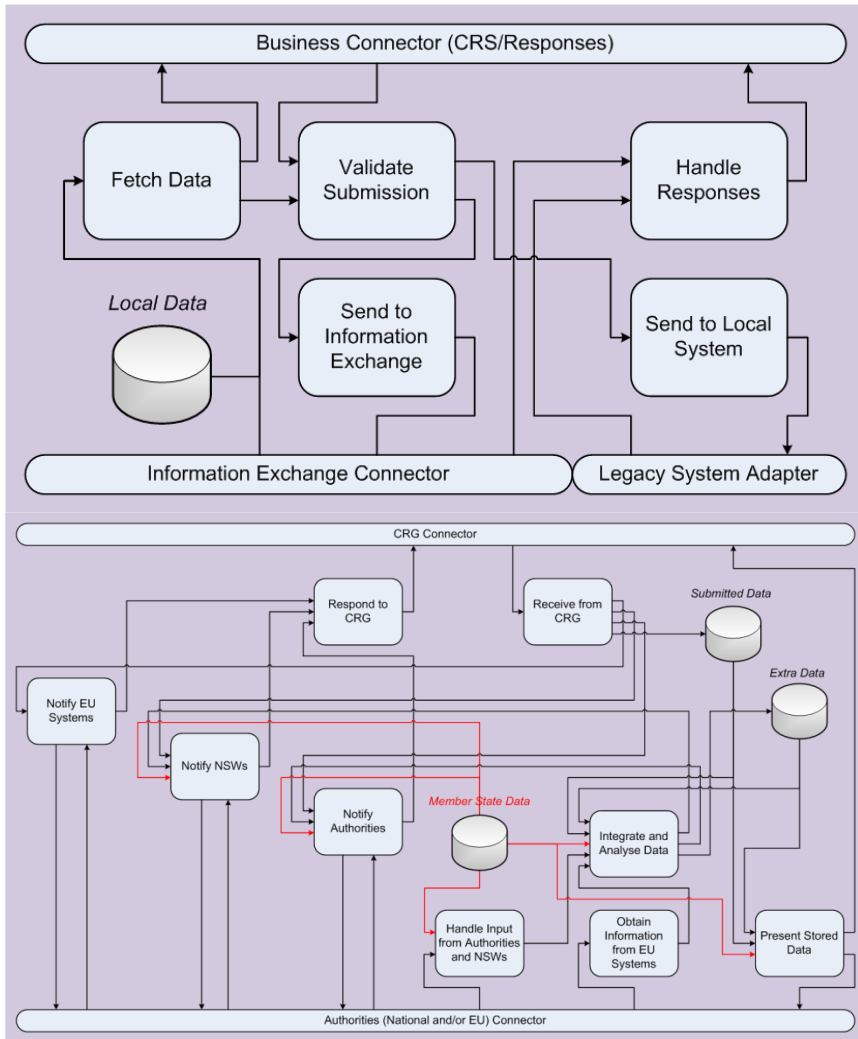 Business Connector (CRS/Responses)
Fetch Data
Validate
Submission
Handle
Responses
Local Data
Send to
Information
Exchange
Send to Local
System
Information Exchange Connector
Legacy System Adapter
CRG Connector
Respond to
CRG
Receive from
CRG
Submitted Data
Extra Data
Notify EU
Systems
Notify NSWs
Notify
Authorities
Member State Data
Integrate and
Analyse Data
Handle Input
from Authorities
and NSWs
Obtain
Information
from EU
Systems
Present Stored
Data
Authorities (National and/or EU) Connector